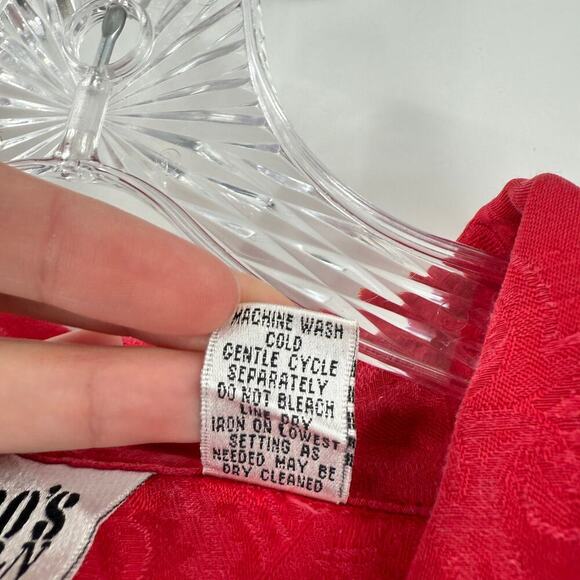 MACHINE WASH
COLD
GENTLE CYCLE
SEPARATELY
DO NOT BLEACH
LINE DRY
IRON ON LOWEST
SETTING AS
NEEDED MAY BE
DRY CLEANED